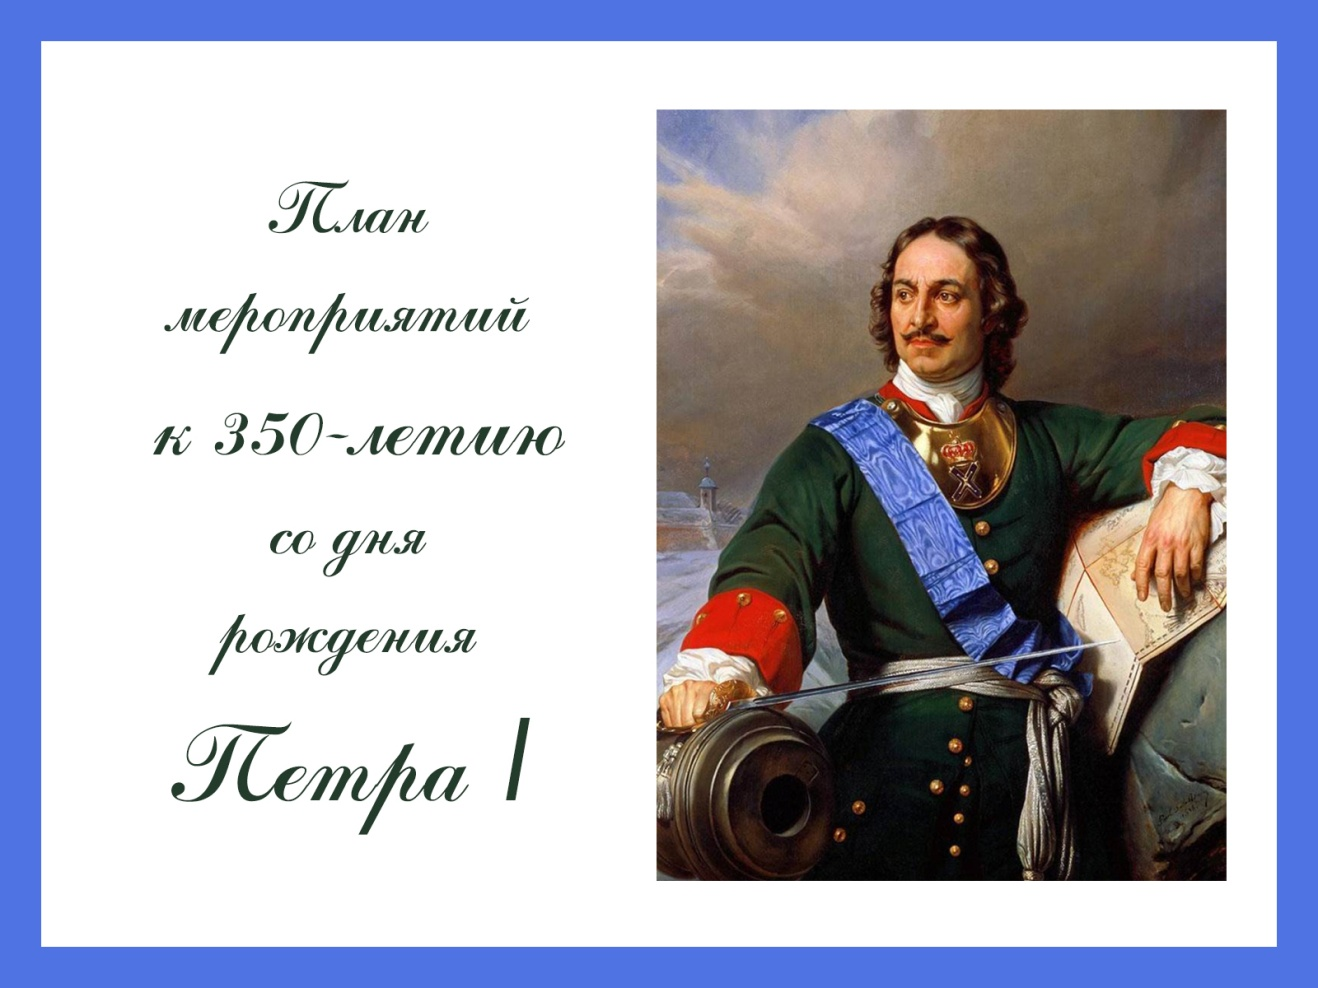 План
мероприятий
к 350-летию
со дня
рождения
Петра I